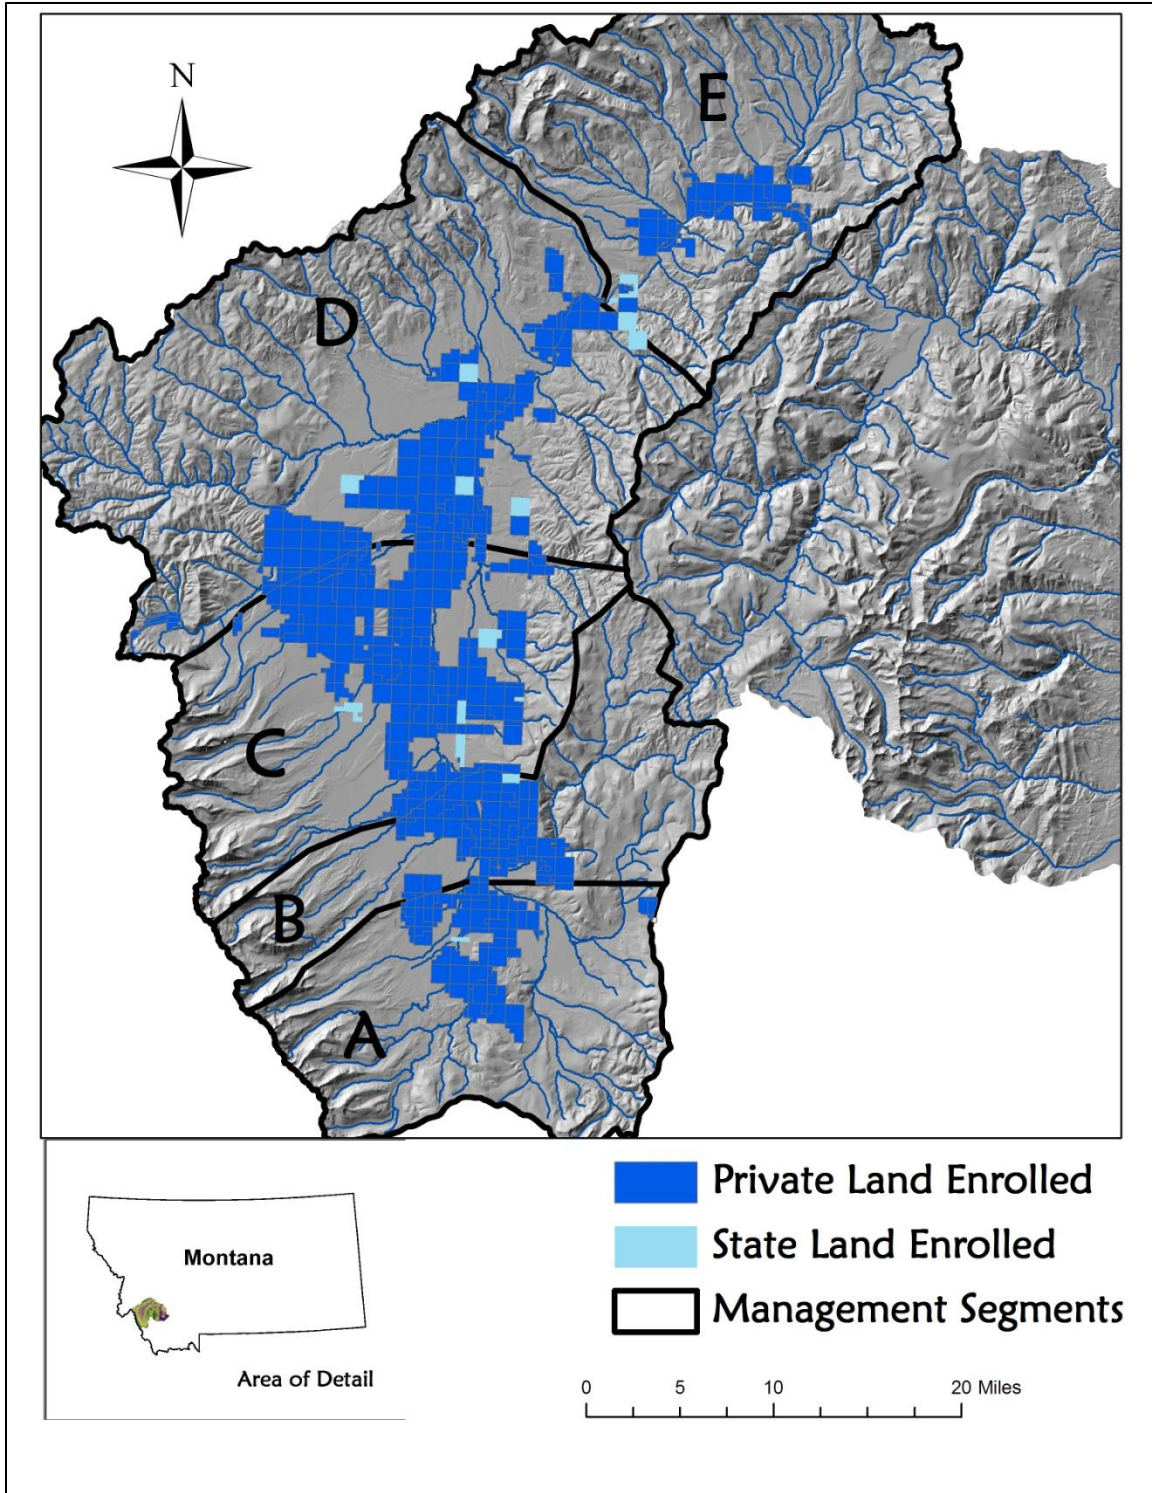 N
E
D
C
B
A
Private Land Enrolled
State Land Enrolled
Management Segments
Montana
Area of Detail
0 5 10 20 Miles